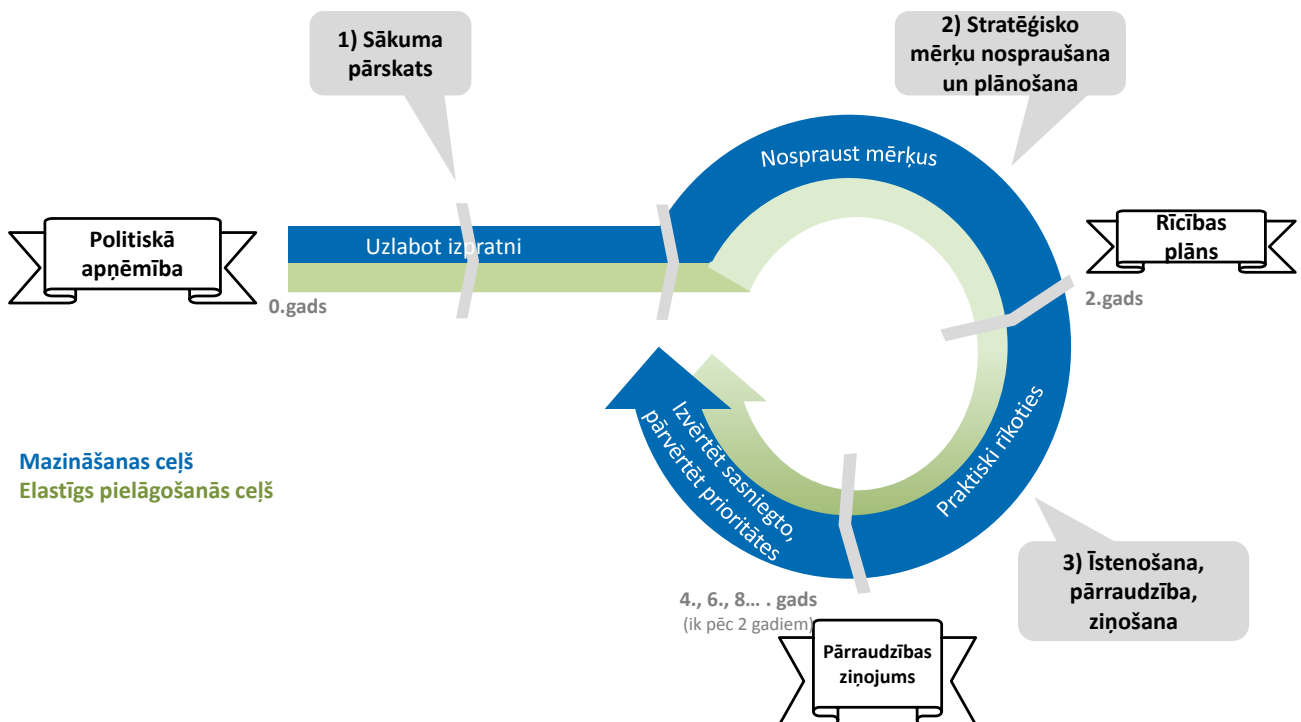 1) Sākuma
pārskats
2) Stratēģisko
mērķu nospraušana
un plānošana
Nospraust mērķus
Politiskā
apņēmība
Uzlabot izpratni
Rīcības
plāns
0.gads
2.gads
Praktiski rīkoties
Izvērtēt sasniegto,
pārvērtēt prioritātes
Mazināšanas ceļš
Elastīgs pielāgošanās ceļš
3) Īstenošana,
pārraudzība,
ziņošana
4., 6., 8... . gads
(ik pēc 2 gadiem)
Pārraudzības
ziņojums